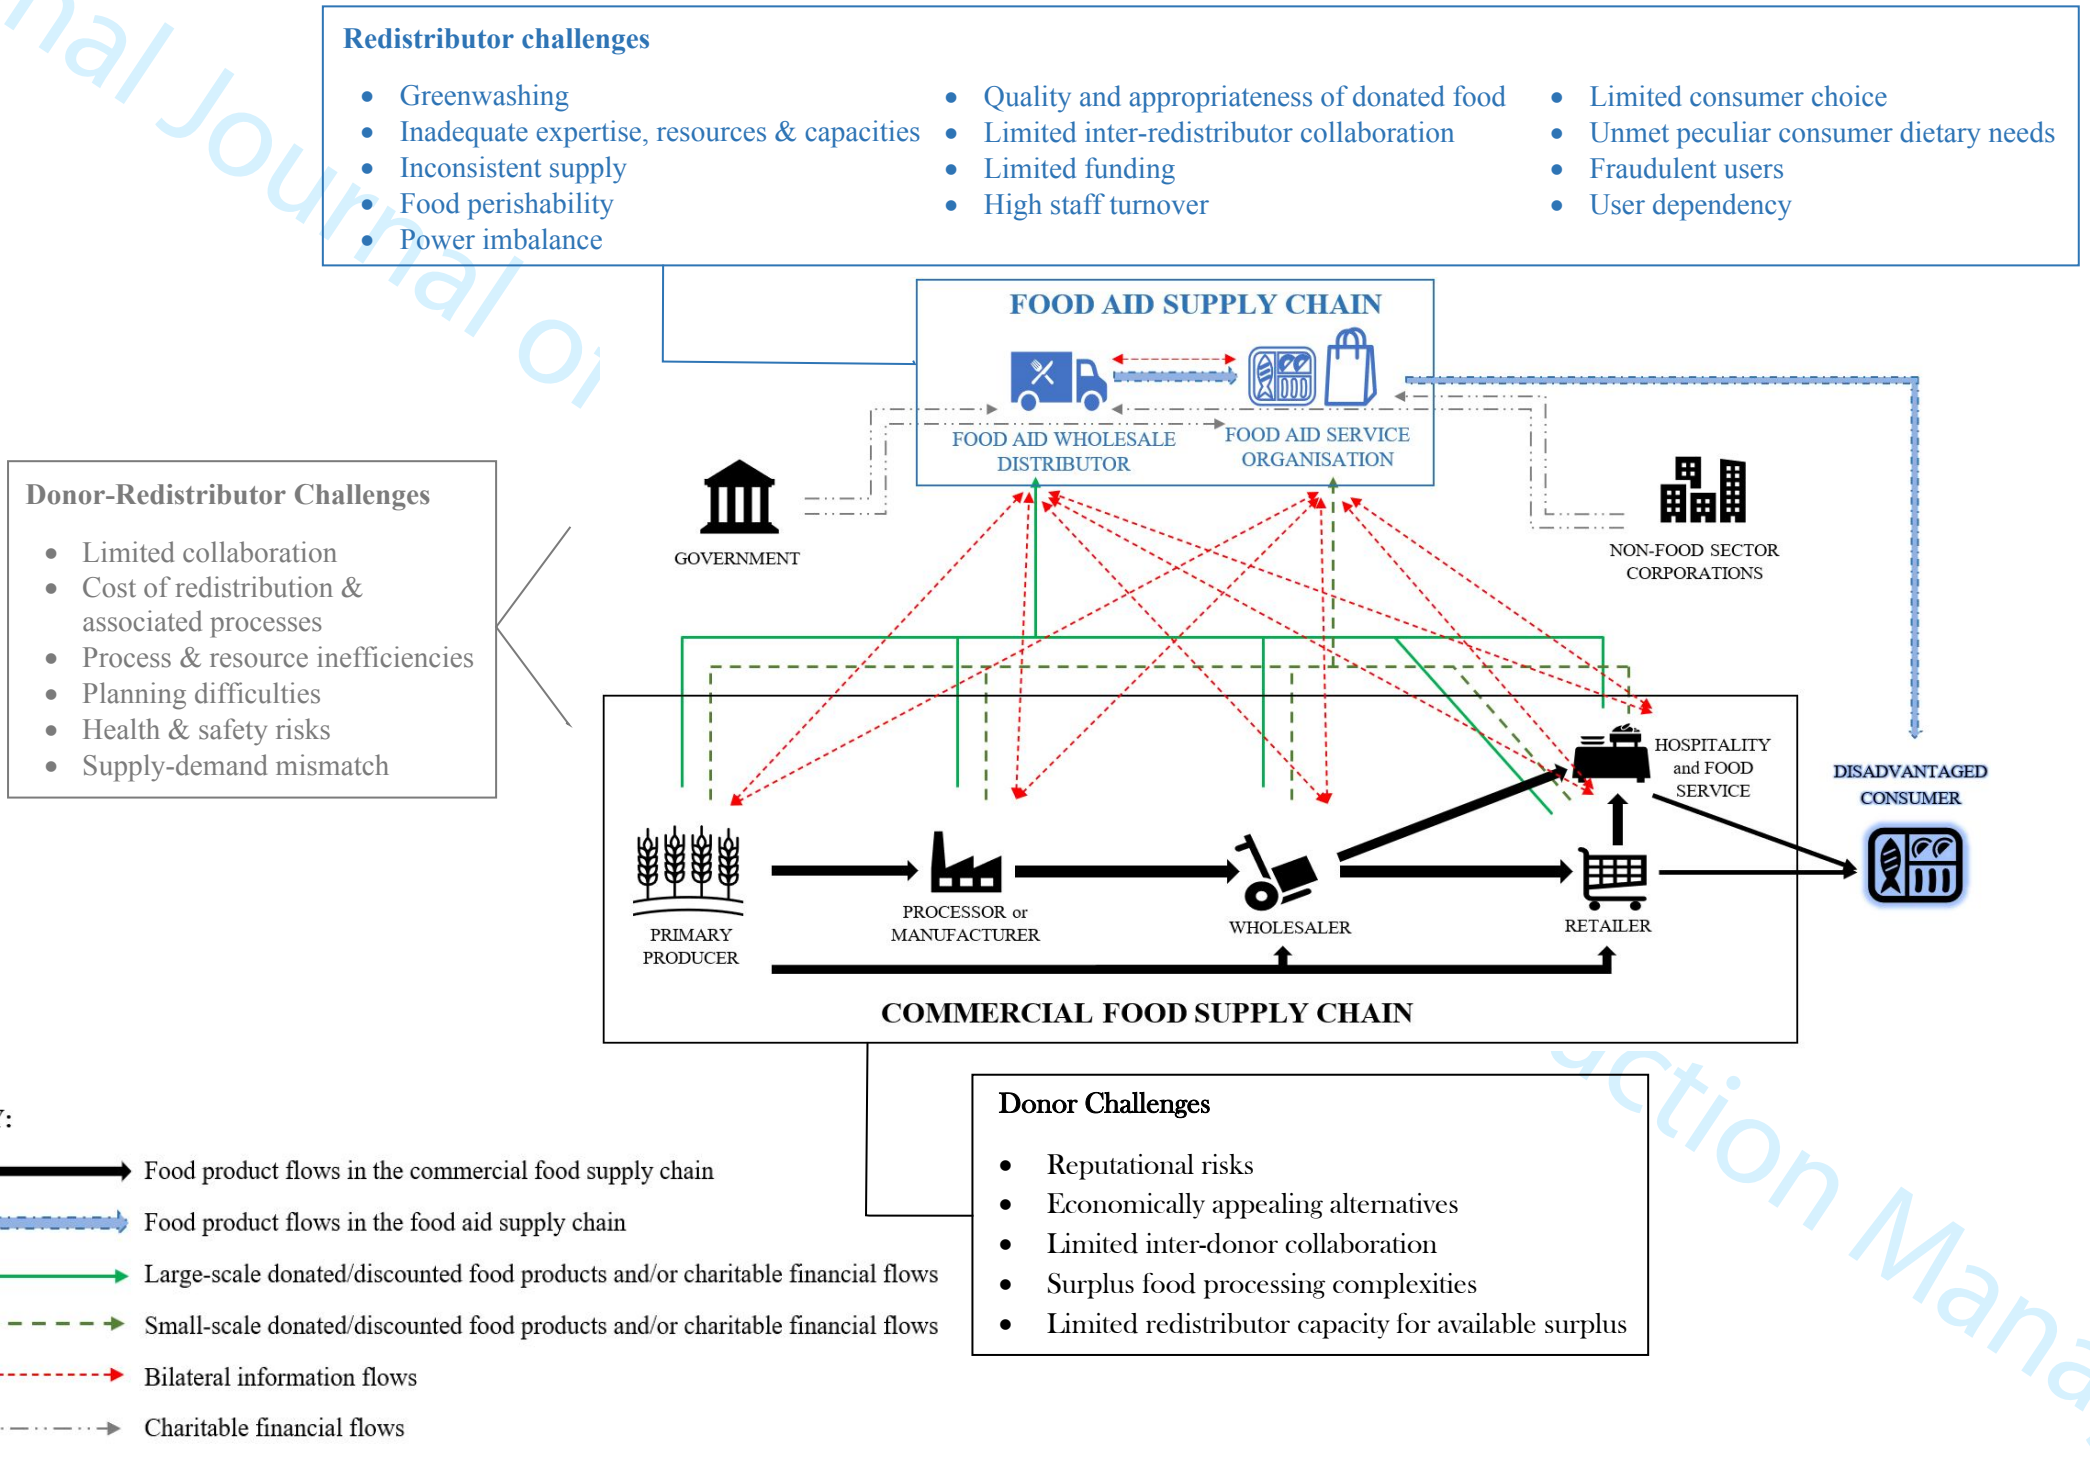 nal Journal of
Redistributor challenges
• Greenwashing
• Inadequate expertise, resources & capacities
• Inconsistent supply
• Food perishability
• Power imbalance
• Quality and appropriateness of donated food
• Limited inter-redistributor collaboration
• Limited funding
• High staff turnover
• Limited consumer choice
• Unmet peculiar consumer dietary needs
• Fraudulent users
• User dependency
FOOD AID SUPPLY CHAIN
FOOD AID WHOLESALE
DISTRIBUTOR
FOOD AID SERVICE
ORGANISATION
GOVERNMENT
NON-FOOD SECTOR
CORPORATIONS
Donor-Redistributor Challenges
• Limited collaboration
• Cost of redistribution &
associated processes
• Process & resource inefficiencies
• Planning difficulties
• Health & safety risks
• Supply-demand mismatch
HOSPITALITY
and FOOD
SERVICE
DISADVANTAGED
CONSUMER
PRIMARY
PRODUCER
PROCESSOR or
MANUFACTURER
WHOLESALER
RETAILER
COMMERCIAL FOOD SUPPLY CHAIN
Donor Challenges
• Reputational risks
• Economically appealing alternatives
• Limited inter-donor collaboration
• Surplus food processing complexities
• Limited redistributor capacity for available surplus
Y:
Food product flows in the commercial food supply chain
Food product flows in the food aid supply chain
Large-scale donated/discounted food products and/or charitable financial flows
Small-scale donated/discounted food products and/or charitable financial flows
Bilateral information flows
Charitable financial flows
uction Mana